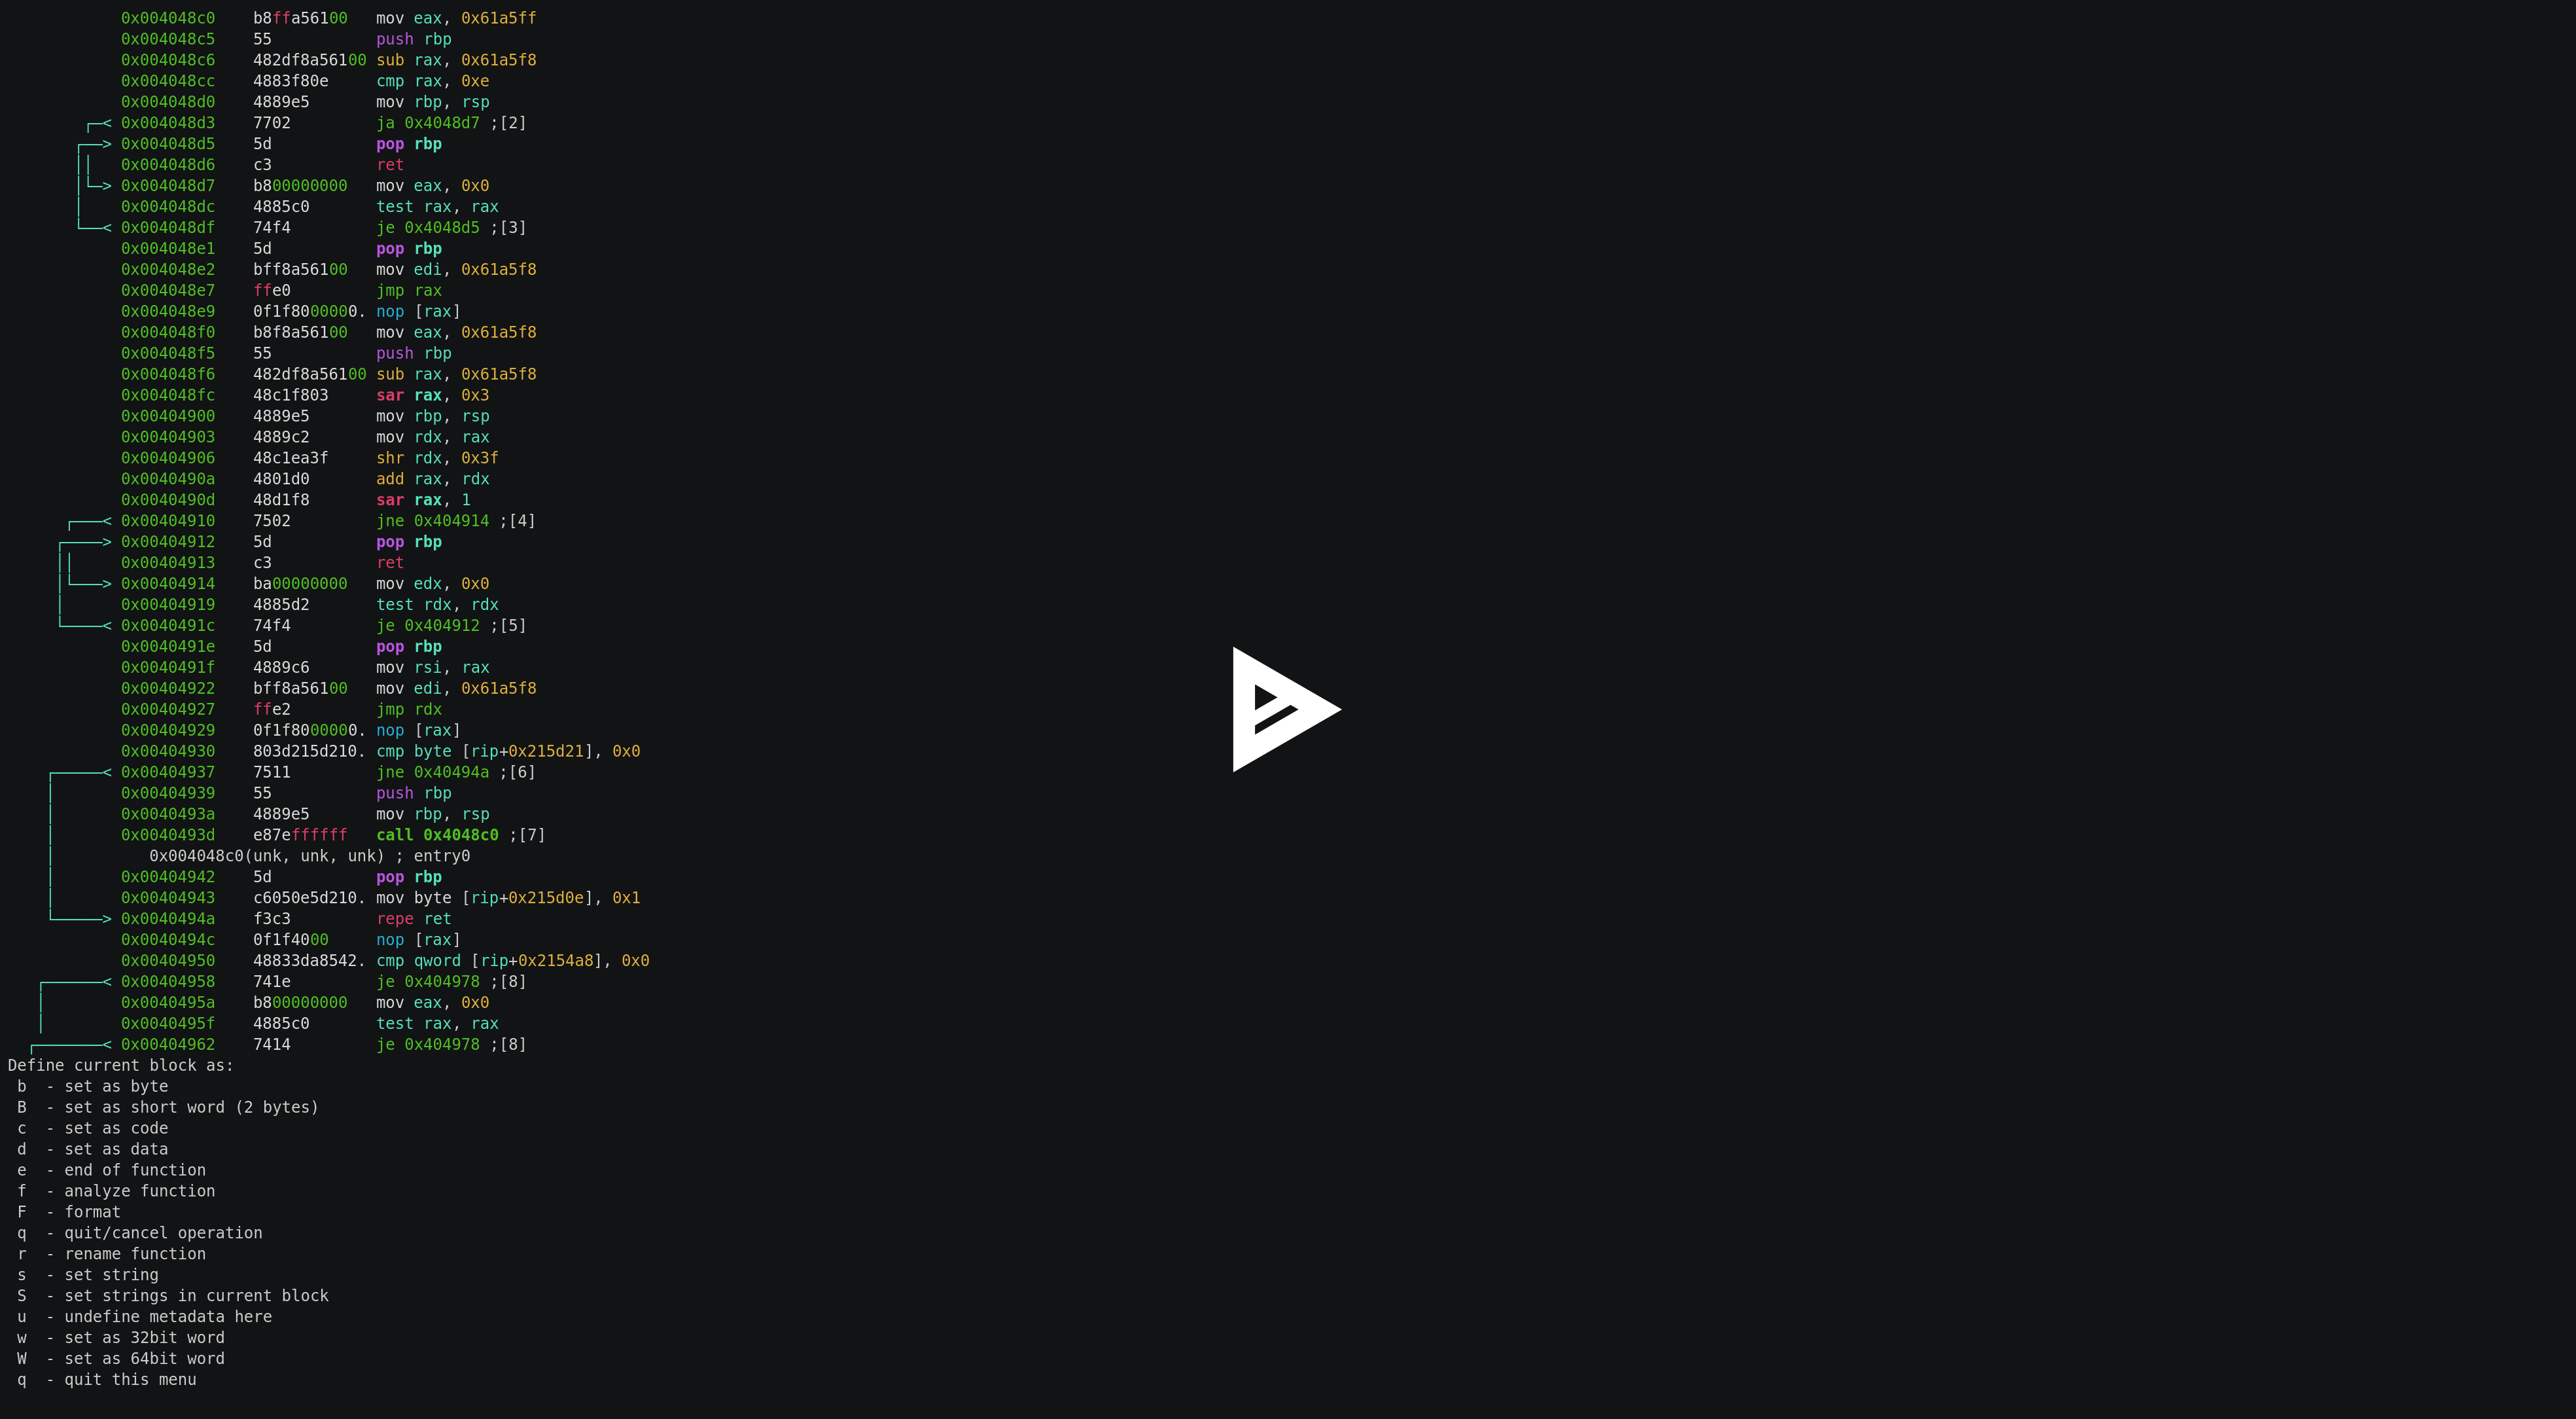 0x004048c0    b8ffa56100   mov eax, 0x61a5ff
0x004048c5    55           push rbp
0x004048c6    482df8a56100 sub rax, 0x61a5f8
0x004048cc    4883f80e     cmp rax, 0xe
0x004048d0    4889e5       mov rbp, rsp
┌─< 0x004048d3    7702         ja 0x4048d7 ;[2]
┌──> 0x004048d5    5d           pop rbp
││  0x004048d6    c3           ret
│└─> 0x004048d7    b800000000   mov eax, 0x0
│   0x004048dc    4885c0       test rax, rax
└──< 0x004048df    74f4         je 0x4048d5 ;[3]
0x004048e1    5d           pop rbp
0x004048e2    bff8a56100   mov edi, 0x61a5f8
0x004048e7    ffe0         jmp rax
0x004048e9    0f1f8000000. nop [rax]
0x004048f0    b8f8a56100   mov eax, 0x61a5f8
0x004048f5    55           push rbp
0x004048f6    482df8a56100 sub rax, 0x61a5f8
0x004048fc    48c1f803     sar rax, 0x3
0x00404900    4889e5       mov rbp, rsp
0x00404903    4889c2       mov rdx, rax
0x00404906    48c1ea3f     shr rdx, 0x3f
0x0040490a    4801d0       add rax, rdx
0x0040490d    48d1f8       sar rax, 1
┌───< 0x00404910    7502         jne 0x404914 ;[4]
┌────> 0x00404912    5d           pop rbp
││    0x00404913    c3           ret
│└───> 0x00404914    ba00000000   mov edx, 0x0
│     0x00404919    4885d2       test rdx, rdx
└────< 0x0040491c    74f4         je 0x404912 ;[5]
0x0040491e    5d           pop rbp
0x0040491f    4889c6       mov rsi, rax
0x00404922    bff8a56100   mov edi, 0x61a5f8
0x00404927    ffe2         jmp rdx
0x00404929    0f1f8000000. nop [rax]
0x00404930    803d215d210. cmp byte [rip+0x215d21], 0x0
┌─────< 0x00404937    7511         jne 0x40494a ;[6]
│       0x00404939    55           push rbp
│       0x0040493a    4889e5       mov rbp, rsp
│       0x0040493d    e87effffff   call 0x4048c0 ;[7]
│          0x004048c0(unk, unk, unk) ; entry0
│       0x00404942    5d           pop rbp
│       0x00404943    c6050e5d210. mov byte [rip+0x215d0e], 0x1
└─────> 0x0040494a    f3c3         repe ret
0x0040494c    0f1f4000     nop [rax]
0x00404950    48833da8542. cmp qword [rip+0x2154a8], 0x0
┌──────< 0x00404958    741e         je 0x404978 ;[8]
│        0x0040495a    b800000000   mov eax, 0x0
│        0x0040495f    4885c0       test rax, rax
┌───────< 0x00404962    7414         je 0x404978 ;[8]
Define current block as:
b  - set as byte
B  - set as short word (2 bytes)
c  - set as code
d  - set as data
e  - end of function
f  - analyze function
F  - format
q  - quit/cancel operation
r  - rename function
s  - set string
S  - set strings in current block
u  - undefine metadata here
w  - set as 32bit word
W  - set as 64bit word
q  - quit this menu